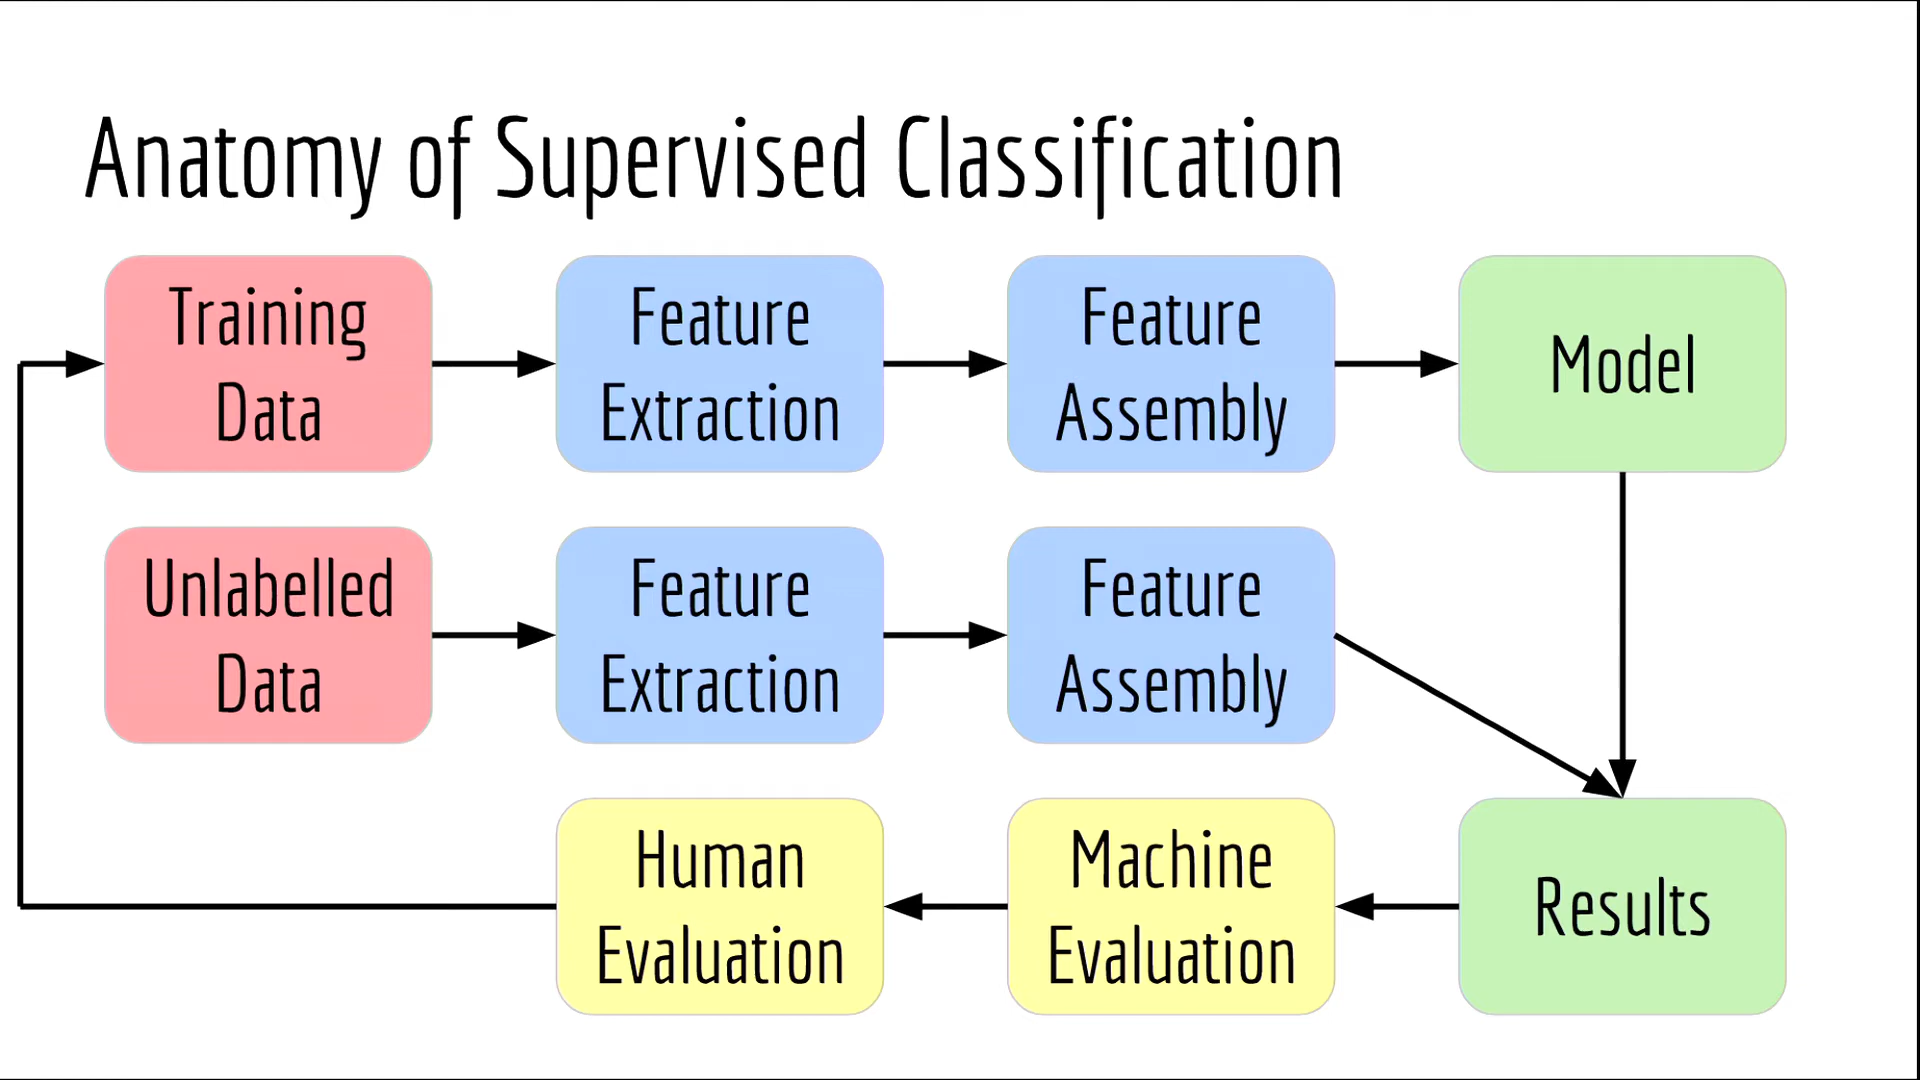 Anatomy of Supervised Classification
Training
Data
Feature
Extraction
Feature
Assembly
Model
Unlabelled
Data
Feature
Extraction
Feature
Assembly
Human
Evaluation
Machine
Evaluation
Results